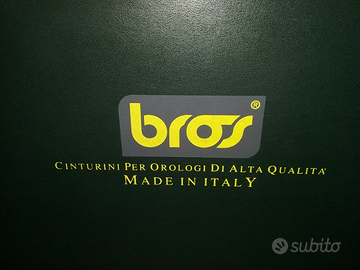 bros®
CINTURINI PER OROLOGI DI ALTA QUALITA'
MADE IN ITALY
subito